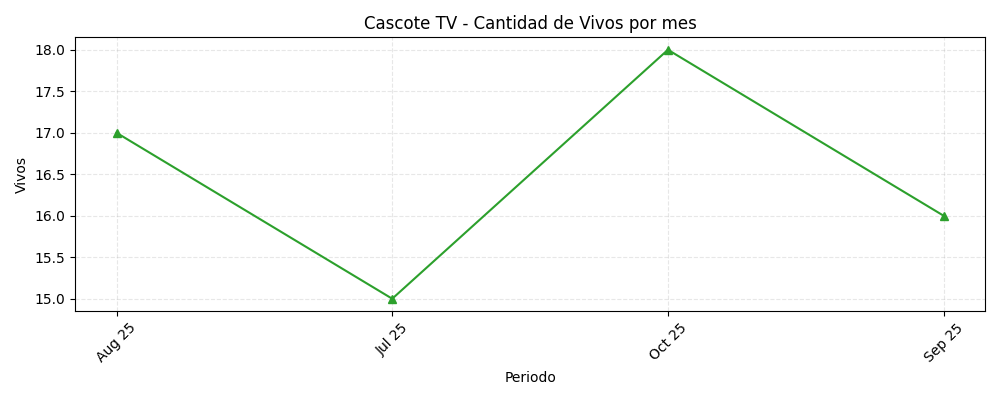 Cascote TV - Cantidad de Vivos por mes
Vivos
18.0
17.5
17.0
16.5
16.0
15.5
15.0
Aug 25
Jul 25
Oct 25
Sep 25
Periodo